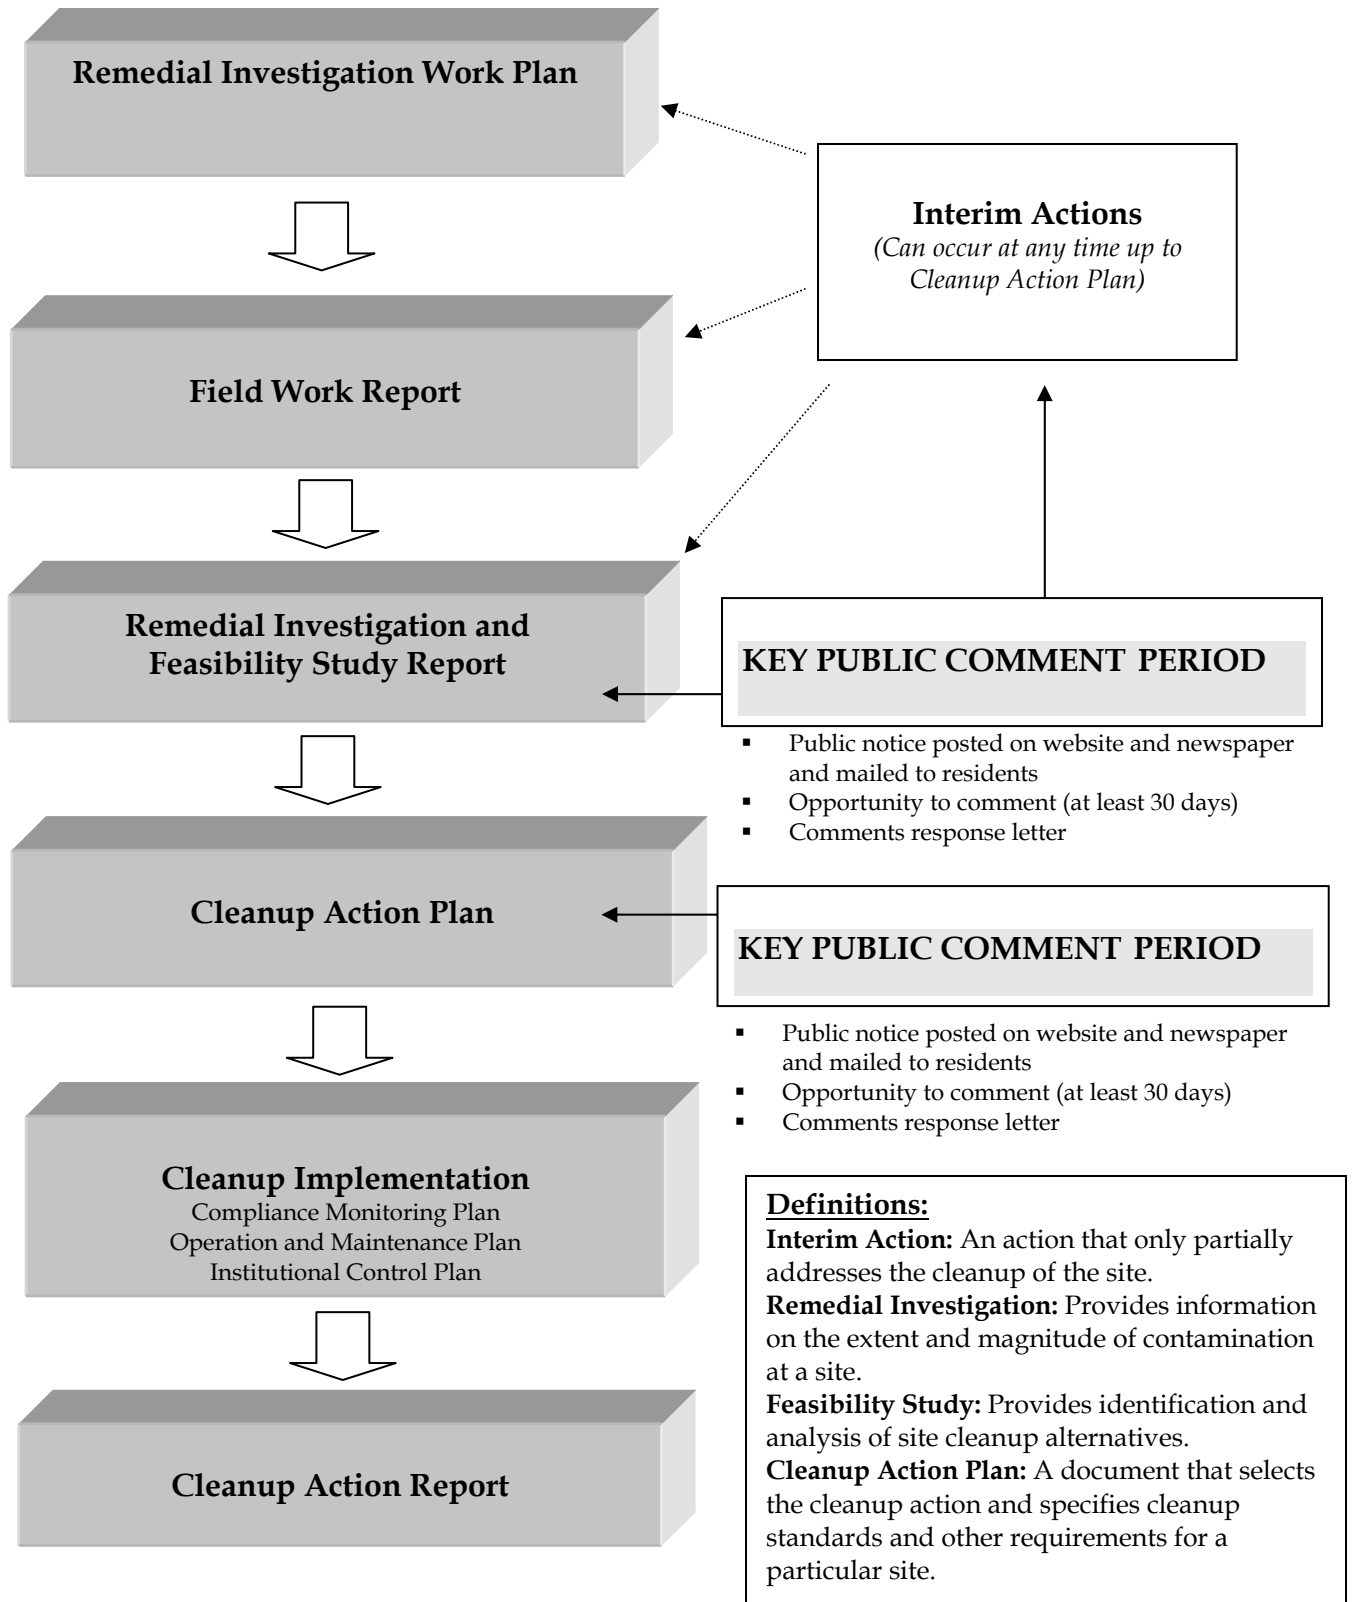 Remedial Investigation Work Plan
Interim Actions
(Can occur at any time up to
Cleanup Action Plan)
Field Work Report
Remedial Investigation and
Feasibility Study Report
KEY PUBLIC COMMENT PERIOD
▪ Public notice posted on website and newspaper
and mailed to residents
▪ Opportunity to comment (at least 30 days)
▪ Comments response letter
Cleanup Action Plan
KEY PUBLIC COMMENT PERIOD
▪ Public notice posted on website and newspaper
and mailed to residents
▪ Opportunity to comment (at least 30 days)
▪ Comments response letter
Cleanup Implementation
Compliance Monitoring Plan
Operation and Maintenance Plan
Institutional Control Plan
Cleanup Action Report
Definitions:
Interim Action: An action that only partially
addresses the cleanup of the site.
Remedial Investigation: Provides information
on the extent and magnitude of contamination
at a site.
Feasibility Study: Provides identification and
analysis of site cleanup alternatives.
Cleanup Action Plan: A document that selects
the cleanup action and specifies cleanup
standards and other requirements for a
particular site.